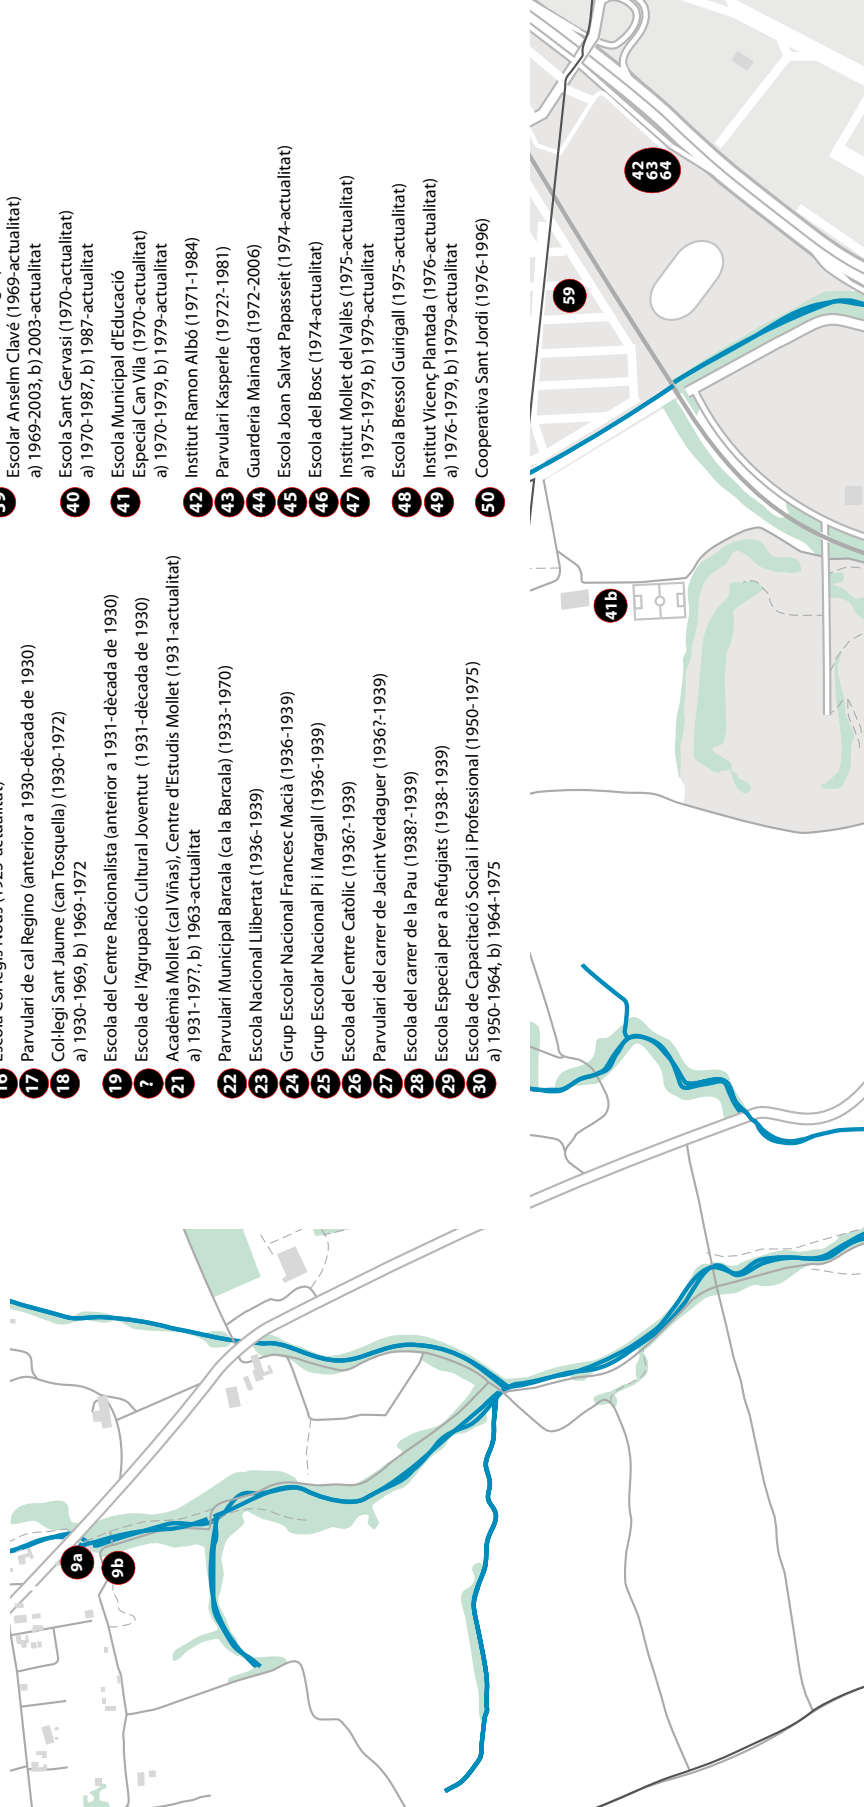 17 Parvulari de cal Regino (anterior a 1930-dècada de 1930)
18 Col·legi Sant Jaume (can Tosquella) (1930-1972)
a) 1930-1969, b) 1969-1972
19 Escola del Centre Racionalista (anterior a 1931-dècada de 1930)
? Escola de l'Agrupació Cultural Joventut (1931-dècada de 1930)
21 Acadèmia Mollet (cal Viñas), Centre d'Estudis Mollet (1931-actualitat)
a) 1931-197?, b) 1963-actualitat
22 Parvulari Municipal Barcala (ca la Barcala) (1933-1970)
23 Escola Nacional Llibertat (1936-1939)
24 Grup Escolar Nacional Francesc Macià (1936-1939)
25 Grup Escolar Nacional Pi i Margall (1936-1939)
26 Escola del Centre Catòlic (1936?-1939)
27 Parvulari del carrer de Jacint Verdaguer (1936?-1939)
28 Escola del carrer de la Pau (1938?-1939)
29 Escola Especial per a Refugiats (1938-1939)
30 Escola de Capacitació Social i Professional (1950-1975)
a) 1950-1964, b) 1964-1975
Escolar Anselm Clavé (1969-actualitat)
a) 1969-2003, b) 2003-actualitat
40 Escola Sant Gervasi (1970-actualitat)
a) 1970-1987, b) 1987-actualitat
41 Escola Municipal d'Educació
Especial Can Vila (1970-actualitat)
a) 1970-1979, b) 1979-actualitat
42 Institut Ramon Albó (1971-1984)
43 Parvulari Kasperle (1972?-1981)
44 Guarderia Mainada (1972-2006)
45 Escola Joan Salvat Papasseit (1974-actualitat)
46 Escola del Bosc (1974-actualitat)
47 Institut Mollet del Vallès (1975-actualitat)
a) 1975-1979, b) 1979-actualitat
48 Escola Bressol Guirigall (1975-actualitat)
49 Institut Vicenç Plantada (1976-actualitat)
a) 1976-1979, b) 1979-actualitat
50 Cooperativa Sant Jordi (1976-1996)
9a
9b
41b
59
42
63
64